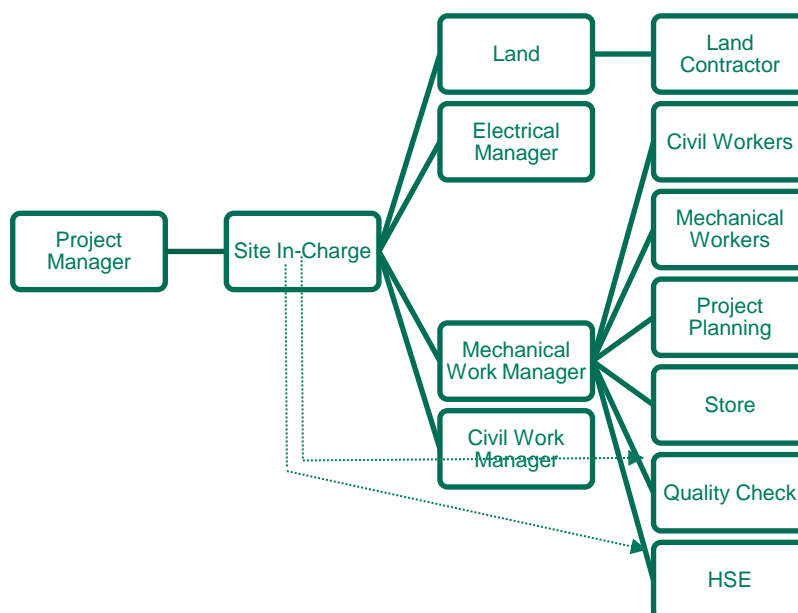 Project
Manager
Site In-Charge
Land
Land
Contractor
Electrical
Manager
Mechanical
Work Manager
Civil Workers
Mechanical
Workers
Project
Planning
Store
Quality Check
HSE
Civil Work
Manager